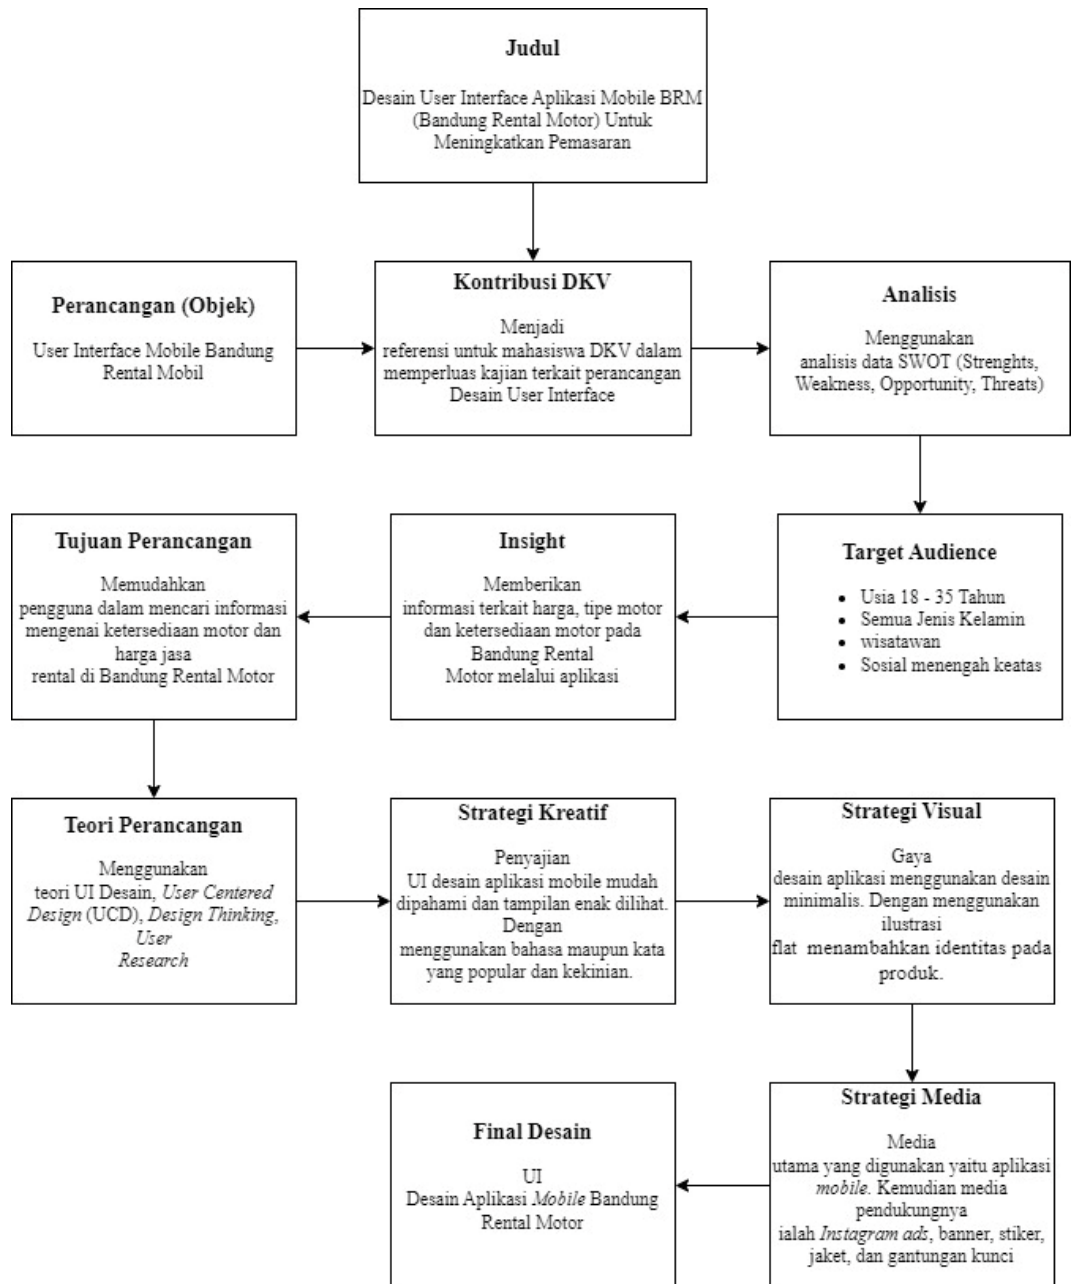 Judul
Desain User Interface Aplikasi Mobile BRM
(Bandung Rental Motor) Untuk
Meningkatkan Pemasaran
Perancangan (Objek)
User Interface Mobile Bandung
Rental Mobil
Kontribusi DKV
Menjadi
referensi untuk mahasiswa DKV dalam
memperluas kajian terkait perancangan
Desain User Interface
Analisis
Menggunakan
analisis data SWOT (Strenghts,
Weakness, Opportunity, Threats)
Target Audience
• Usia 18 - 35 Tahun
• Semua Jenis Kelamin
• wisatawan
• Sosial menengah keatas
Insight
Memberikan
informasi terkait harga, tipe motor
dan ketersediaan motor pada
Bandung Rental
Motor melalui aplikasi
Tujuan Perancangan
Memudahkan
pengguna dalam mencari informasi
mengenai ketersediaan motor dan
harga jasa
rental di Bandung Rental Motor
Teori Perancangan
Menggunakan
teori UI Desain, User Centered
Design (UCD), Design Thinking,
User
Research
Strategi Kreatif
Penyajian
UI desain aplikasi mobile mudah
dipahami dan tampilan enak dilihat.
Dengan
menggunakan bahasa maupun kata
yang popular dan kekinian.
Strategi Visual
Gaya
desain aplikasi menggunakan desain
minimalis. Dengan menggunakan
ilustrasi
flat menambahkan identitas pada
produk.
Strategi Media
Media
utama yang digunakan yaitu aplikasi
mobile. Kemudian media
pendukungnya
ialah Instagram ads, banner, stiker,
jaket, dan gantungan kunci
Final Desain
UI
Desain Aplikasi Mobile Bandung
Rental Motor